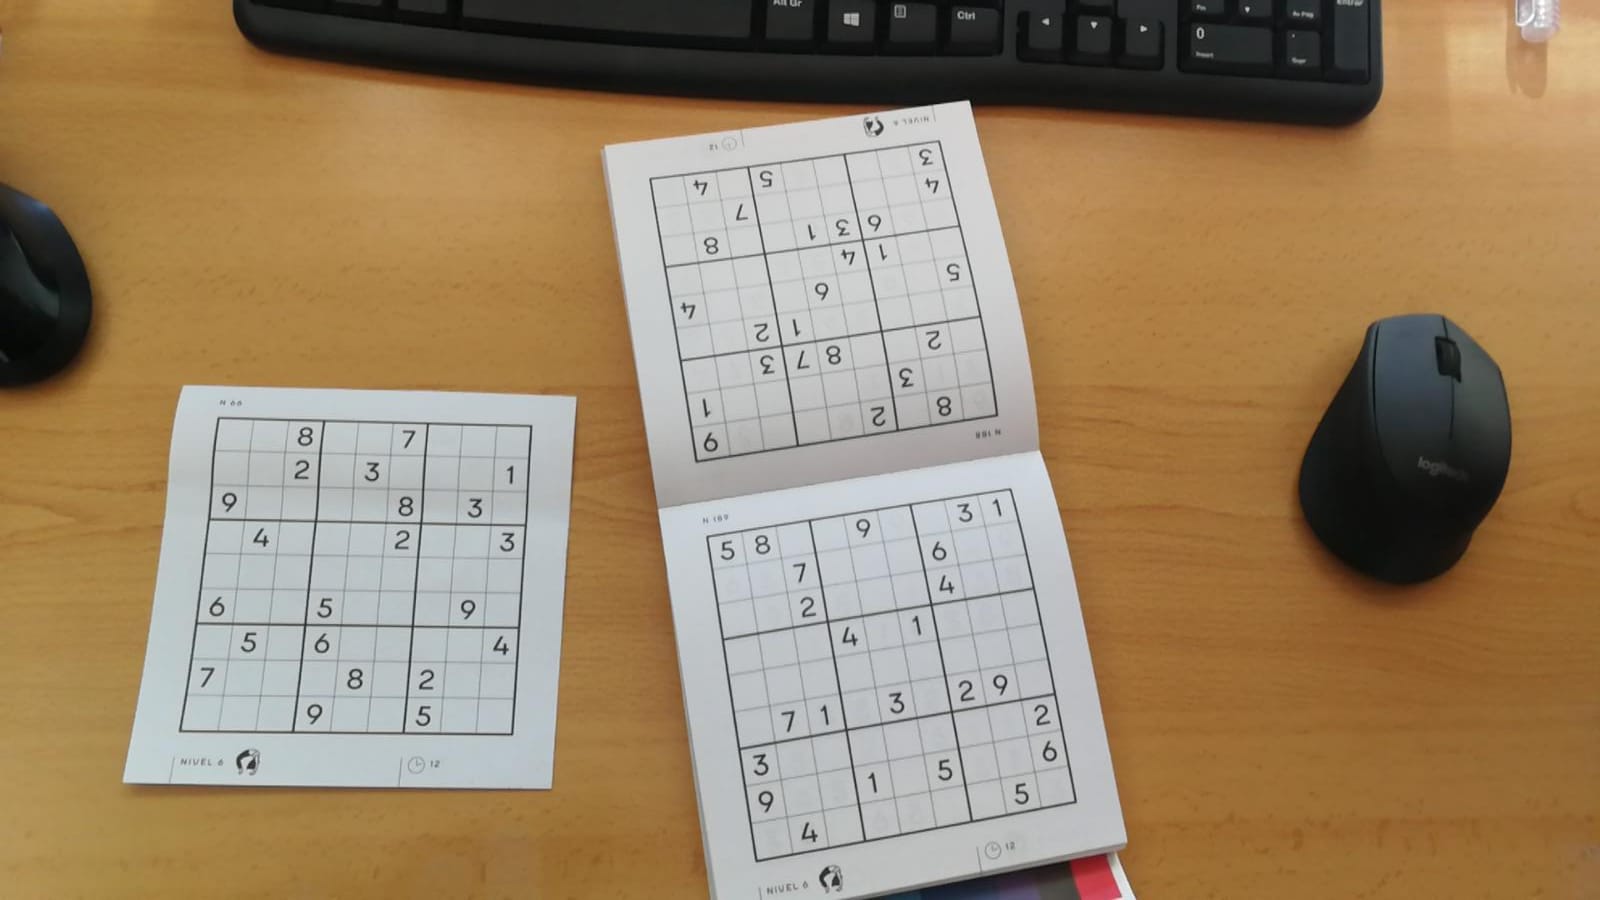 Alt Gr
Ctrl
0
Insert
Supr
Fin
Av Pág
N 66
8 7
2 3 1
9 8 3
4 2 3
6 5 9
5 6 4
7 8 2
9 5
NIVEL 6
12
N 188
8 2 6
3 1
2 8 7 3
1 2
5 9 4
1 4
9 3 1 8
4 7
3 5 4
NIVEL 6
12
N 189
5 8 9 3 1
7 6
2 4
4 1
7 1 3 2 9
3 2
9 1 5 6
4 5
NIVEL 6
12
logitech